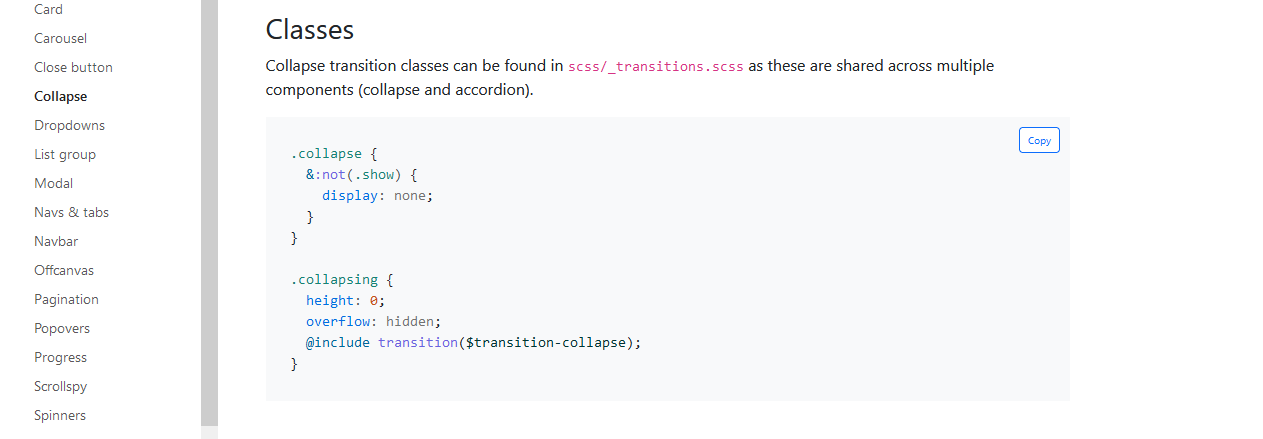 Card
Carousel
Close button
Collapse
Dropdowns
List group
Modal
Navs & tabs
Navbar
Offcanvas
Pagination
Popovers
Progress
Scrollspy
Spinners
Classes
Collapse transition classes can be found in scss/_transitions.scss as these are shared across multiple
components (collapse and accordion).
Copy
.collapse {
  &:not(.show) {
    display: none;
  }
}

.collapsing {
  height: 0;
  overflow: hidden;
  @include transition($transition-collapse);
}